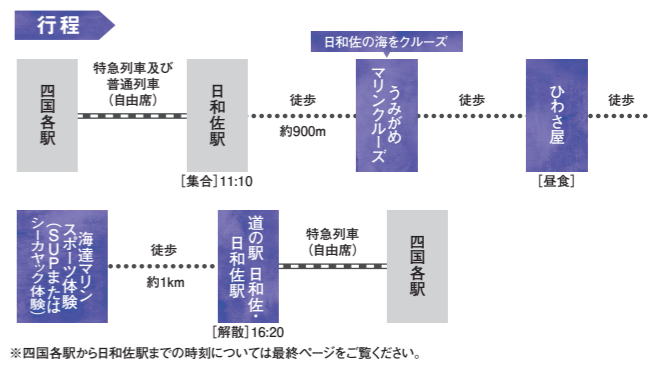 行程
日和佐の海をクルーズ
四国各駅
特急列車及び
普通列車
(自由席)
日和佐駅
[集合]11:10
徒歩
約900m
うみがめ
マリンクルーズ
徒歩
ひわさ屋
[昼食]
徒歩
海達マリン
スポーツ体験
(SUPまたは
シーカヤック体験)
徒歩
約1km
道の駅 日和佐・
日和佐駅
[解散]16:20
特急列車
(自由席)
四国各駅
※四国各駅から日和佐駅までの時刻については最終ページをご覧ください。